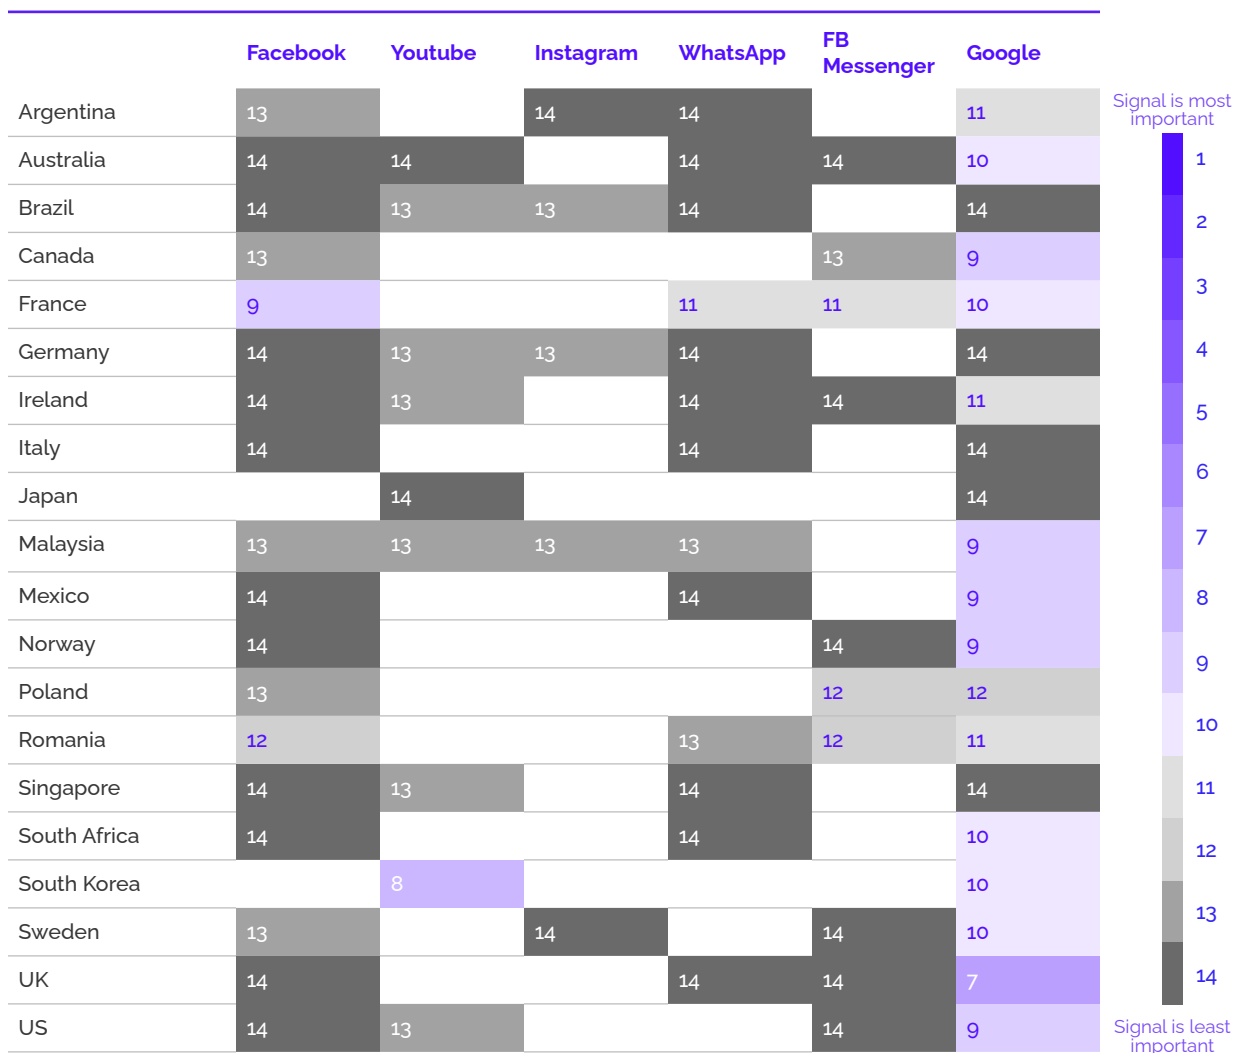 Facebook Youtube Instagram WhatsApp FB Messenger Google
Argentina 13 14 14 11
Australia 14 14 14 14 10
Brazil 14 13 13 14 14
Canada 13 13 9
France 9 11 11 10
Germany 14 13 13 14 14
Ireland 14 13 14 14 11
Italy 14 14 14
Japan 14 14
Malaysia 13 13 13 13 9
Mexico 14 14 9
Norway 14 14 9
Poland 13 12 12
Romania 12 13 12 11
Singapore 14 13 14 14
South Africa 14 14 10
South Korea 8 10
Sweden 13 14 14 10
UK 14 14 14 7
US 14 13 14 9
Signal is most
important
1
2
3
4
5
6
7
8
9
10
11
12
13
14
Signal is least
important